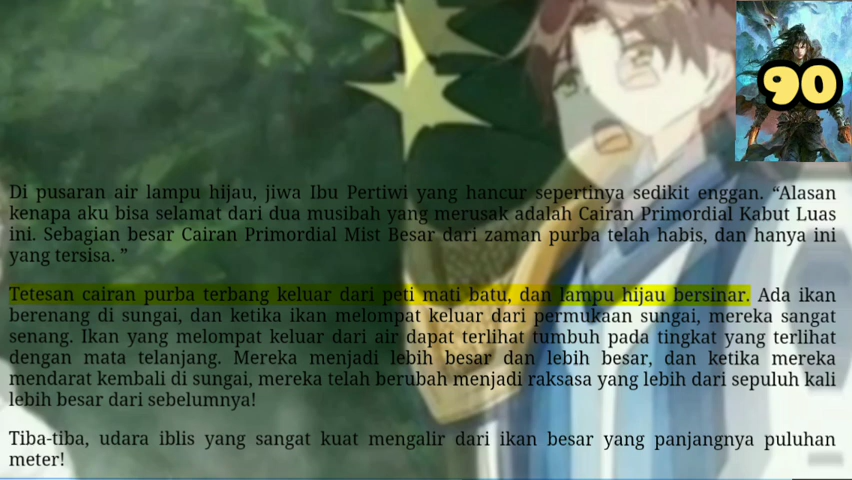 90
Di pusaran air lampu hijau, jiwa Ibu Pertiwi yang hancur sepertinya sedikit enggan. “Alasan
kenapa aku bisa selamat dari dua musibah yang merusak adalah Cairan Primordial Kabut Luas
ini. Sebagian besar Cairan Primordial Mist Besar dari zaman purba telah habis, dan hanya ini
yang tersisa. ”
Tetesan cairan purba terbang keluar dari peti mati batu, dan lampu hijau bersinar. Ada ikan
berenang di sungai, dan ketika ikan melompat keluar dari permukaan sungai, mereka sangat
senang. Ikan yang melompat keluar dari air dapat terlihat tumbuh pada tingkat yang terlihat
dengan mata telanjang. Mereka menjadi lebih besar dan lebih besar, dan ketika mereka
mendarat kembali di sungai, mereka telah berubah menjadi raksasa yang lebih dari sepuluh kali
lebih besar dari sebelumnya!
Tiba-tiba, udara iblis yang sangat kuat mengalir dari ikan besar yang panjangnya puluhan
meter!